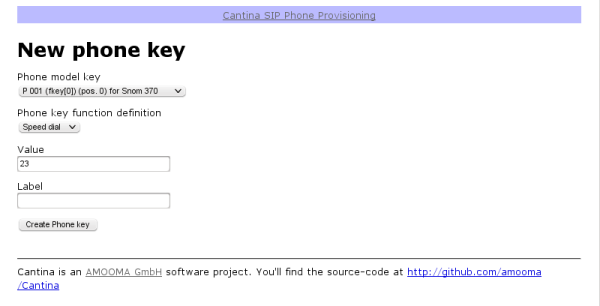 Cantina SIP Phone Provisioning
New phone key
Phone model key
P 001 (fkey[0]) (pos. 0) for Snom 370
Phone key function definition
Speed dial
Value
23
Label
Create Phone key
Cantina is an AMOOMA GmbH software project. You'll find the source-code at http://github.com/amooma
/Cantina